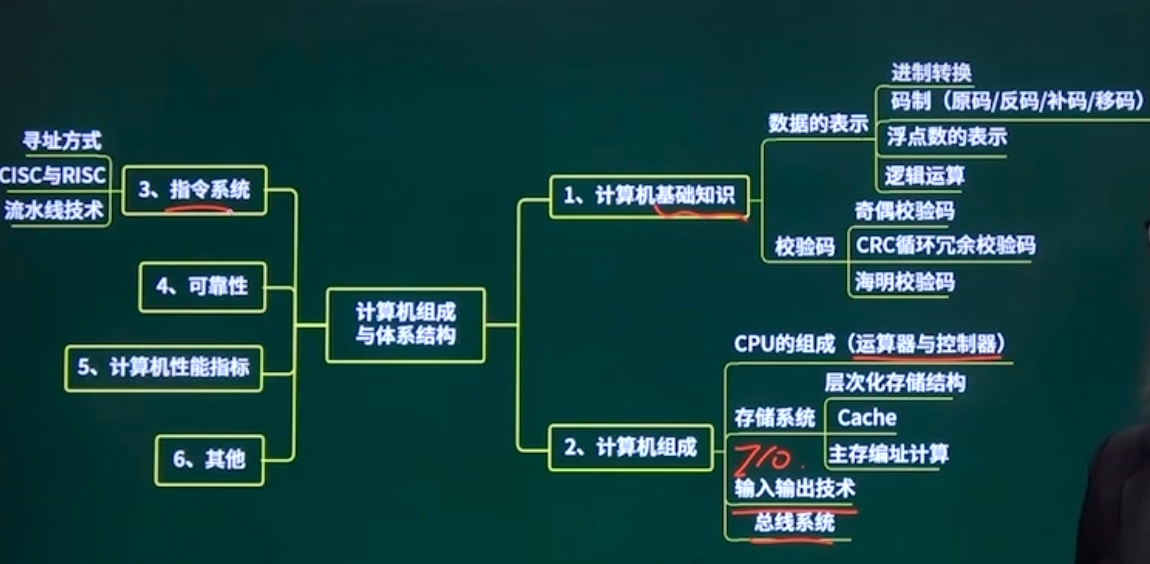 计算机组成
与体系结构
1、计算机基础知识
数据的表示
进制转换
码制（原码/反码/补码/移码）
浮点数的表示
逻辑运算
校验码
奇偶校验码
CRC循环冗余校验码
海明校验码
2、计算机组成
CPU的组成（运算器与控制器）
存储系统
层次化存储结构
Cache
主存编址计算
I/O.
输入输出技术
总线系统
3、指令系统
寻址方式
CISC与RISC
流水线技术
4、可靠性
5、计算机性能指标
6、其他